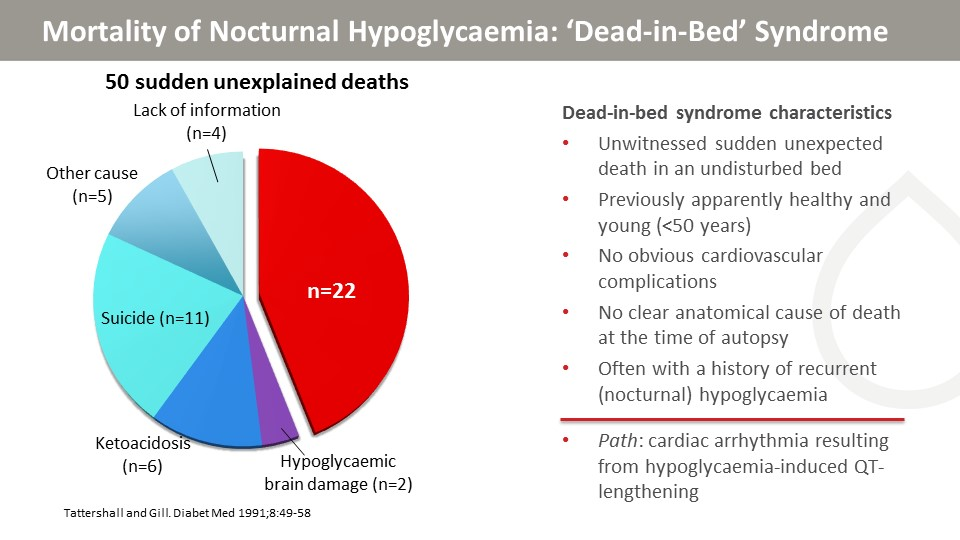 Mortality of Nocturnal Hypoglycaemia: ‘Dead-in-Bed’ Syndrome
50 sudden unexplained deaths
Lack of information
(n=4)
Other cause
(n=5)
n=22
Suicide (n=11)
Ketoacidosis
(n=6)
Hypoglycaemic
brain damage (n=2)
Tattershall and Gill. Diabet Med 1991;8:49-58
Dead-in-bed syndrome characteristics
• Unwitnessed sudden unexpected
death in an undisturbed bed
• Previously apparently healthy and
young (<50 years)
• No obvious cardiovascular
complications
• No clear anatomical cause of death
at the time of autopsy
• Often with a history of recurrent
(nocturnal) hypoglycaemia
• Path: cardiac arrhythmia resulting
from hypoglycaemia-induced QT-
lengthening